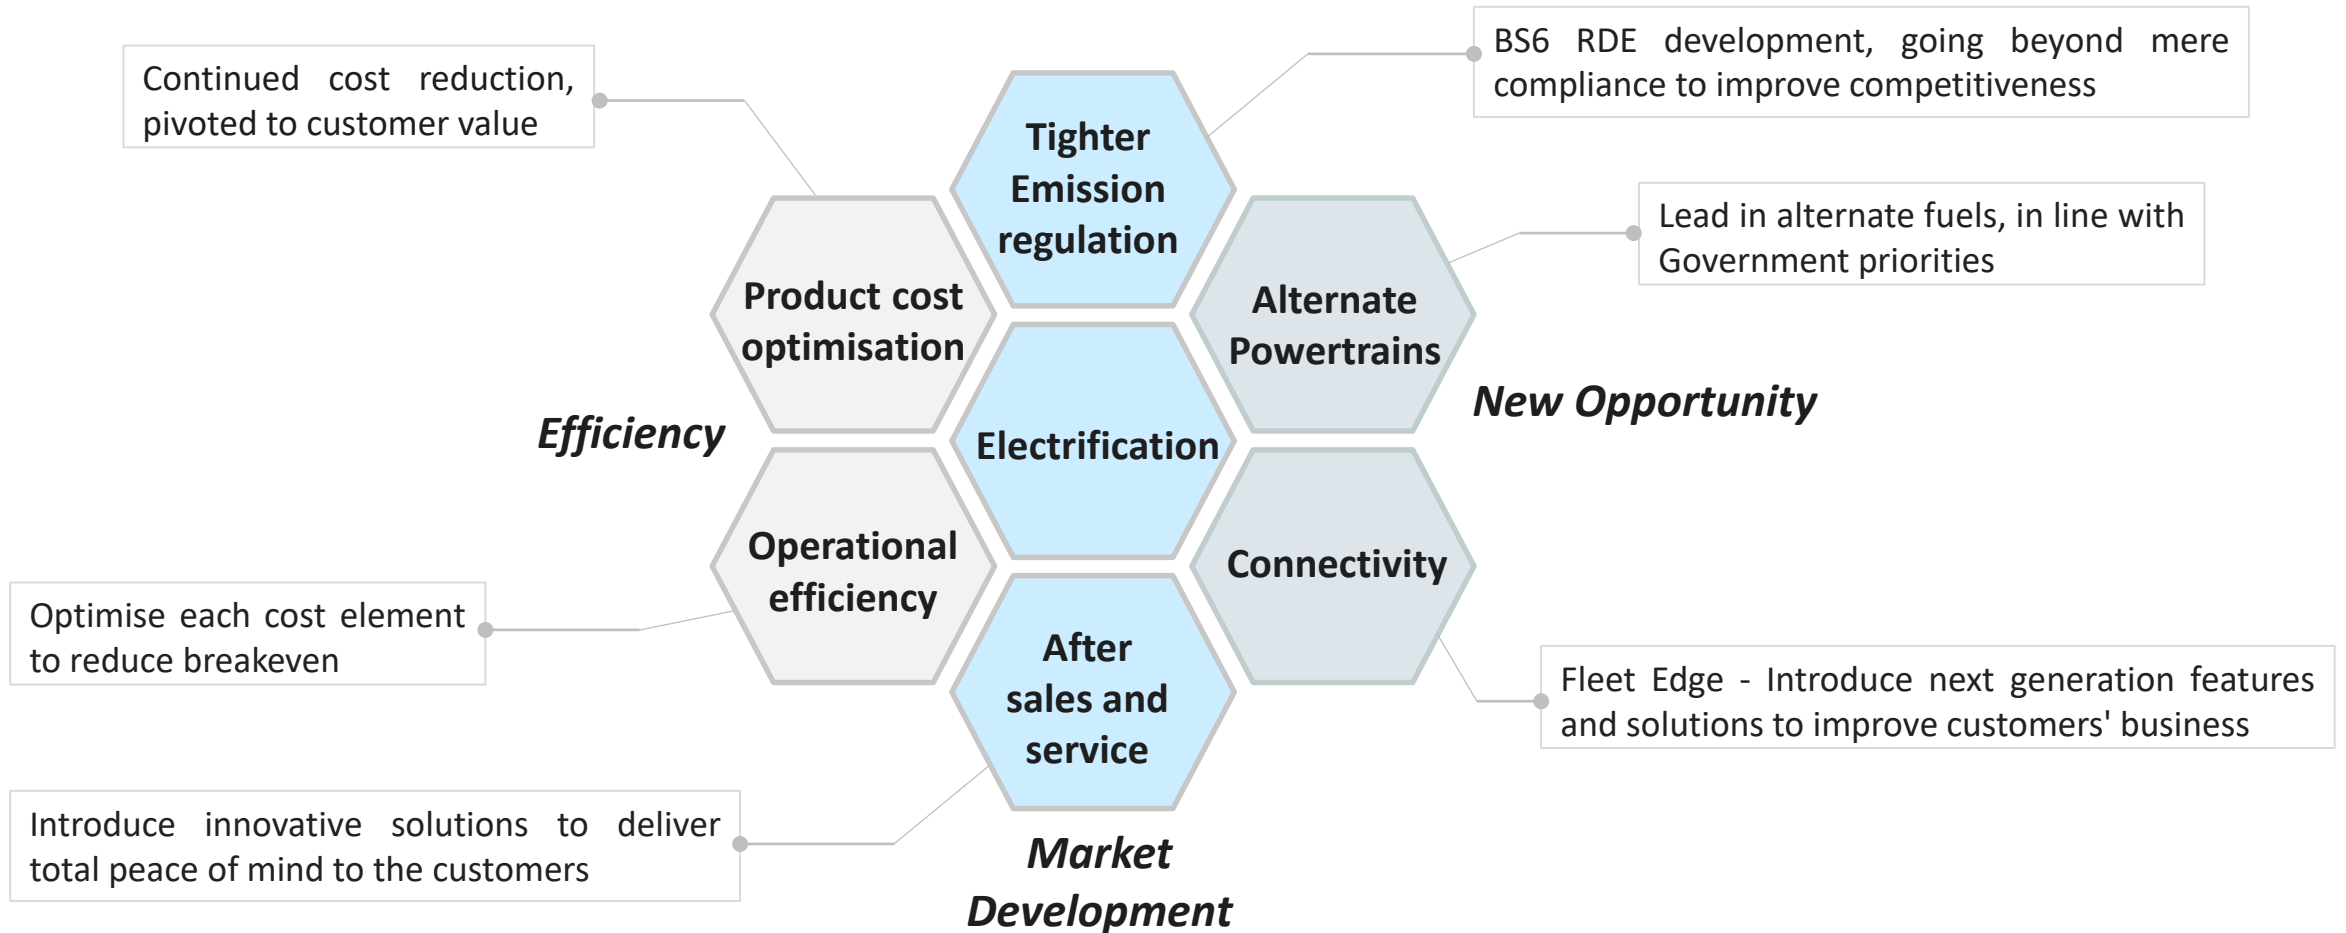 BS6 RDE development, going beyond mere
compliance to improve competitiveness
Continued cost reduction,
pivoted to customer value
Tighter
Emission
regulation
Lead in alternate fuels, in line with
Government priorities
Product cost
optimisation
Alternate
Powertrains
Efficiency
Electrification
New Opportunity
Operational
efficiency
Connectivity
Optimise each cost element
to reduce breakeven
After
sales and
service
Fleet Edge - Introduce next generation features
and solutions to improve customers' business
Introduce innovative solutions to deliver
total peace of mind to the customers
Market
Development